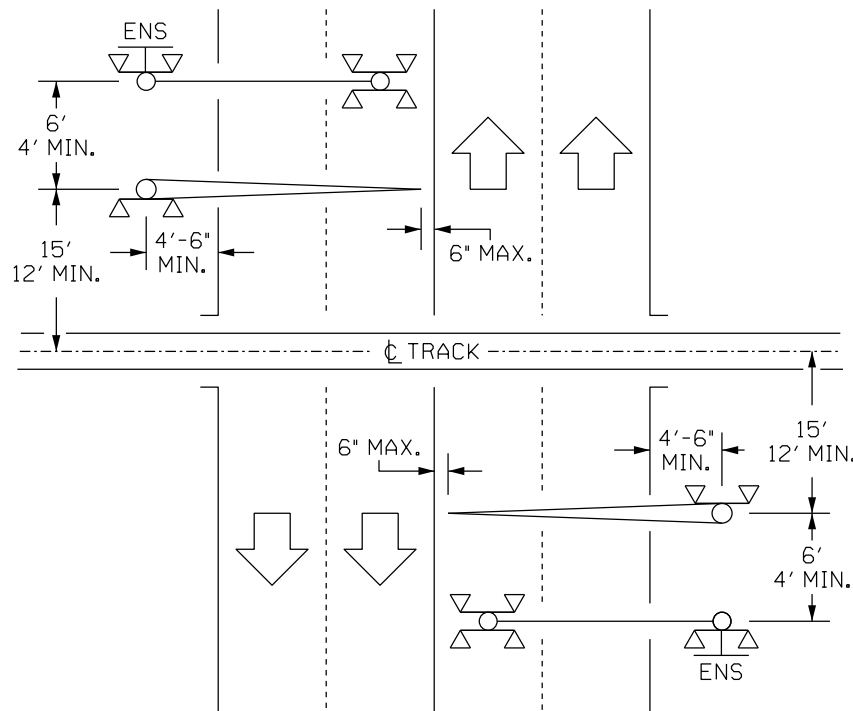 ENS
6'
4' MIN.
15'
12' MIN.
4'-6"
MIN.
6" MAX.
℄ TRACK
6" MAX.
4'-6"
MIN.
15'
12' MIN.
6'
4' MIN.
ENS